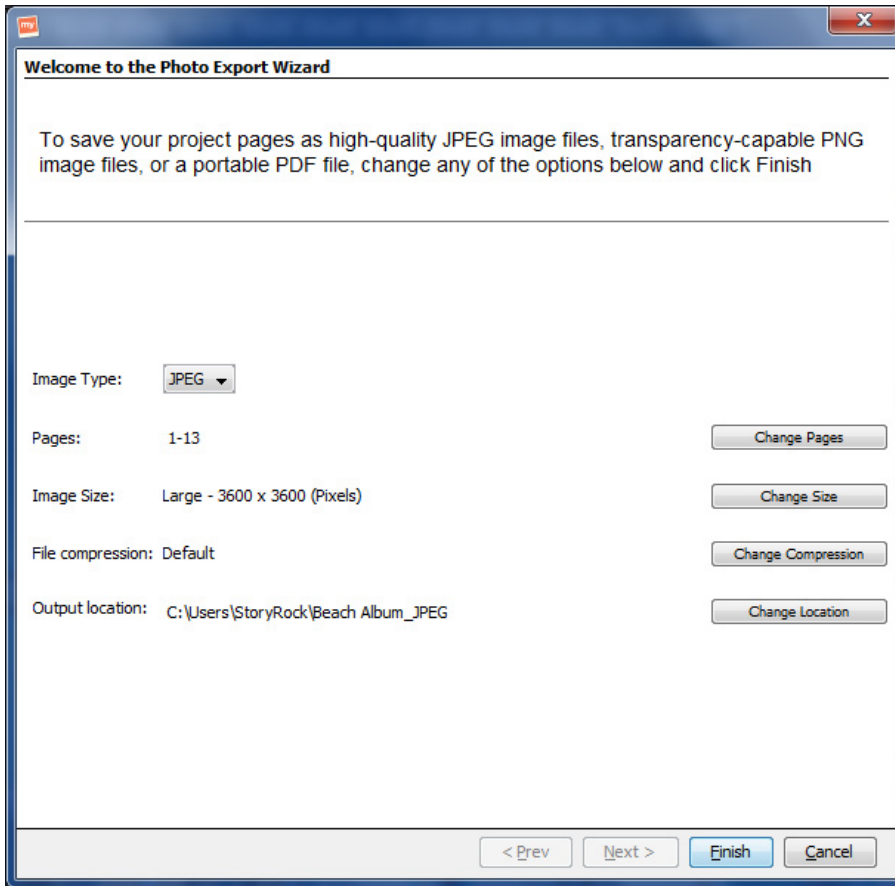 my
X
Welcome to the Photo Export Wizard
To save your project pages as high-quality JPEG image files, transparency-capable PNG
image files, or a portable PDF file, change any of the options below and click Finish
Image Type: JPEG
Pages: 1-13 Change Pages
Image Size: Large - 3600 x 3600 (Pixels) Change Size
File compression: Default Change Compression
Output location: C:\Users\StoryRock\Beach Album_JPEG Change Location
< Prev Next > Finish Cancel